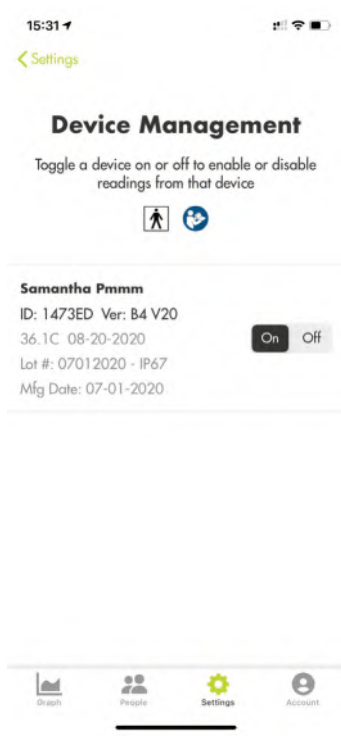 15:31
Settings
Device Management
Toggle a device on or off to enable or disable
readings from that device
Samantha Pmmm
ID: 1473ED Ver: B4 V20
36.1C 08-20-2020
On Off
Lot #: 07012020 - IP67
Mfg Date: 07-01-2020
Graph People Settings Account